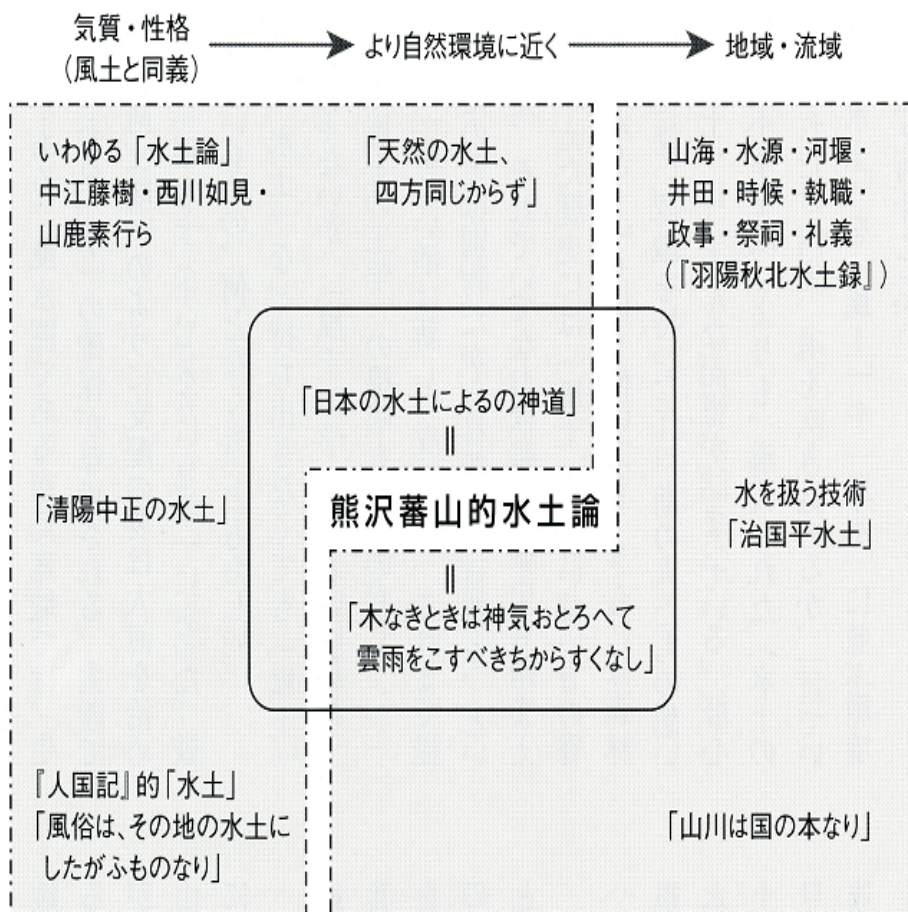 気質・性格
(風土と同義)
より自然環境に近く
地域・流域
いわゆる「水土論」
中江藤樹・西川如見・
山鹿素行ら
「天然の水土、
四方同じからず」
山海・水源・河堰・
井田・時候・執職・
政事・祭祠・礼義
(『羽陽秋北水土録』)
「日本の水土によるの神道」
||
「清陽中正の水土」
熊沢蕃山的水土論
水を扱う技術
「治国平水土」
||
「木なきときは神気おとろへて
雲雨をこすべきちからすくなし」
『人国記』的「水土」
「風俗は、その地の水土に
したがふものなり」
「山川は国の本なり」